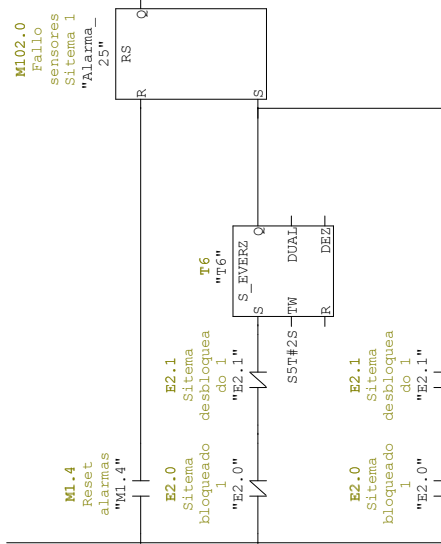 M102.0
Fallo
sensores
Sitema 1
"Alarma_
25"
M1.4
Reset
alarmas
"M1.4"
RS
R
Q
E2.0
Sitema
bloqueado
1
"E2.0"
E2.1
Sitema
desbloquea
do 1
"E2.1"
T6
"T6"
S_EVERZ
S
Q
S
S5T#2S
TW
DUAL
R
DEZ
E2.0
Sitema
bloqueado
1
"E2.0"
E2.1
Sitema
desbloquea
do 1
"E2.1"